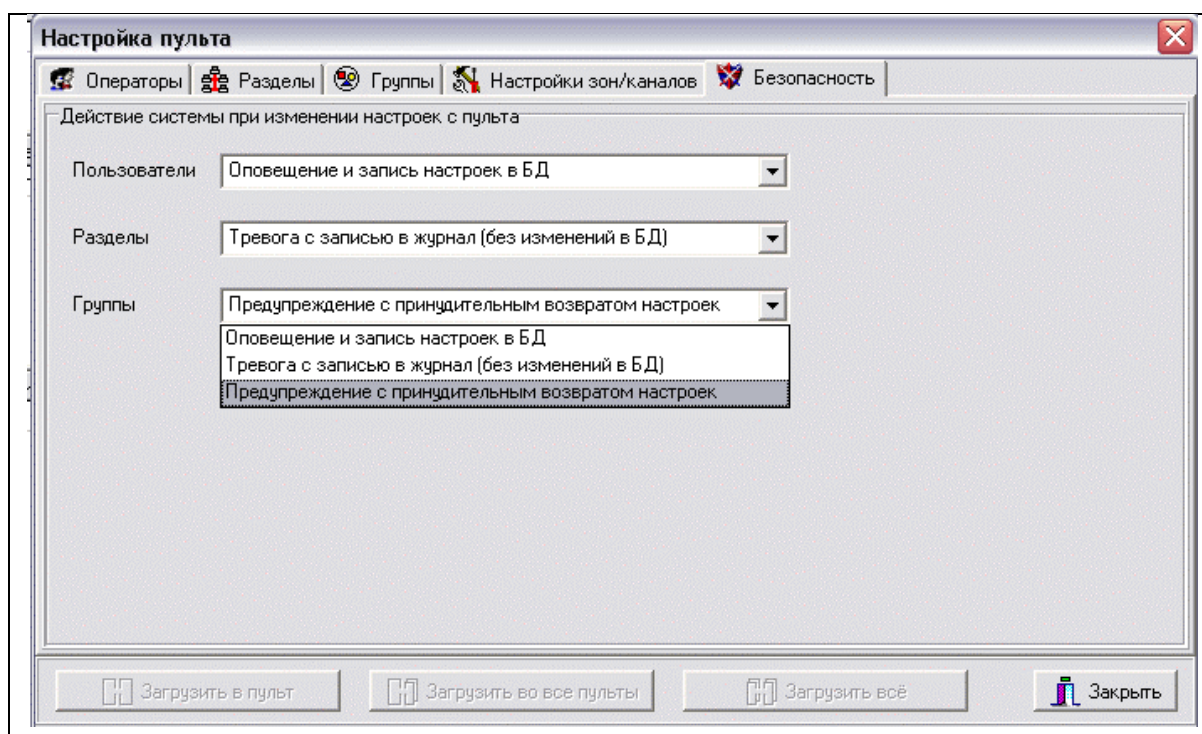 Настройка пульта
Операторы Разделы Группы Настройки зон/каналов Безопасность
Действие системы при изменении настроек с пульта
Пользователи Оповещение и запись настроек в БД
Разделы Тревога с записью в журнал (без изменений в БД)
Группы Предупреждение с принудительным возвратом настроек
Оповещение и запись настроек в БД
Тревога с записью в журнал (без изменений в БД)
Предупреждение с принудительным возвратом настроек
Загрузить в пульт Загрузить во все пульты Загрузить всё Закрыть